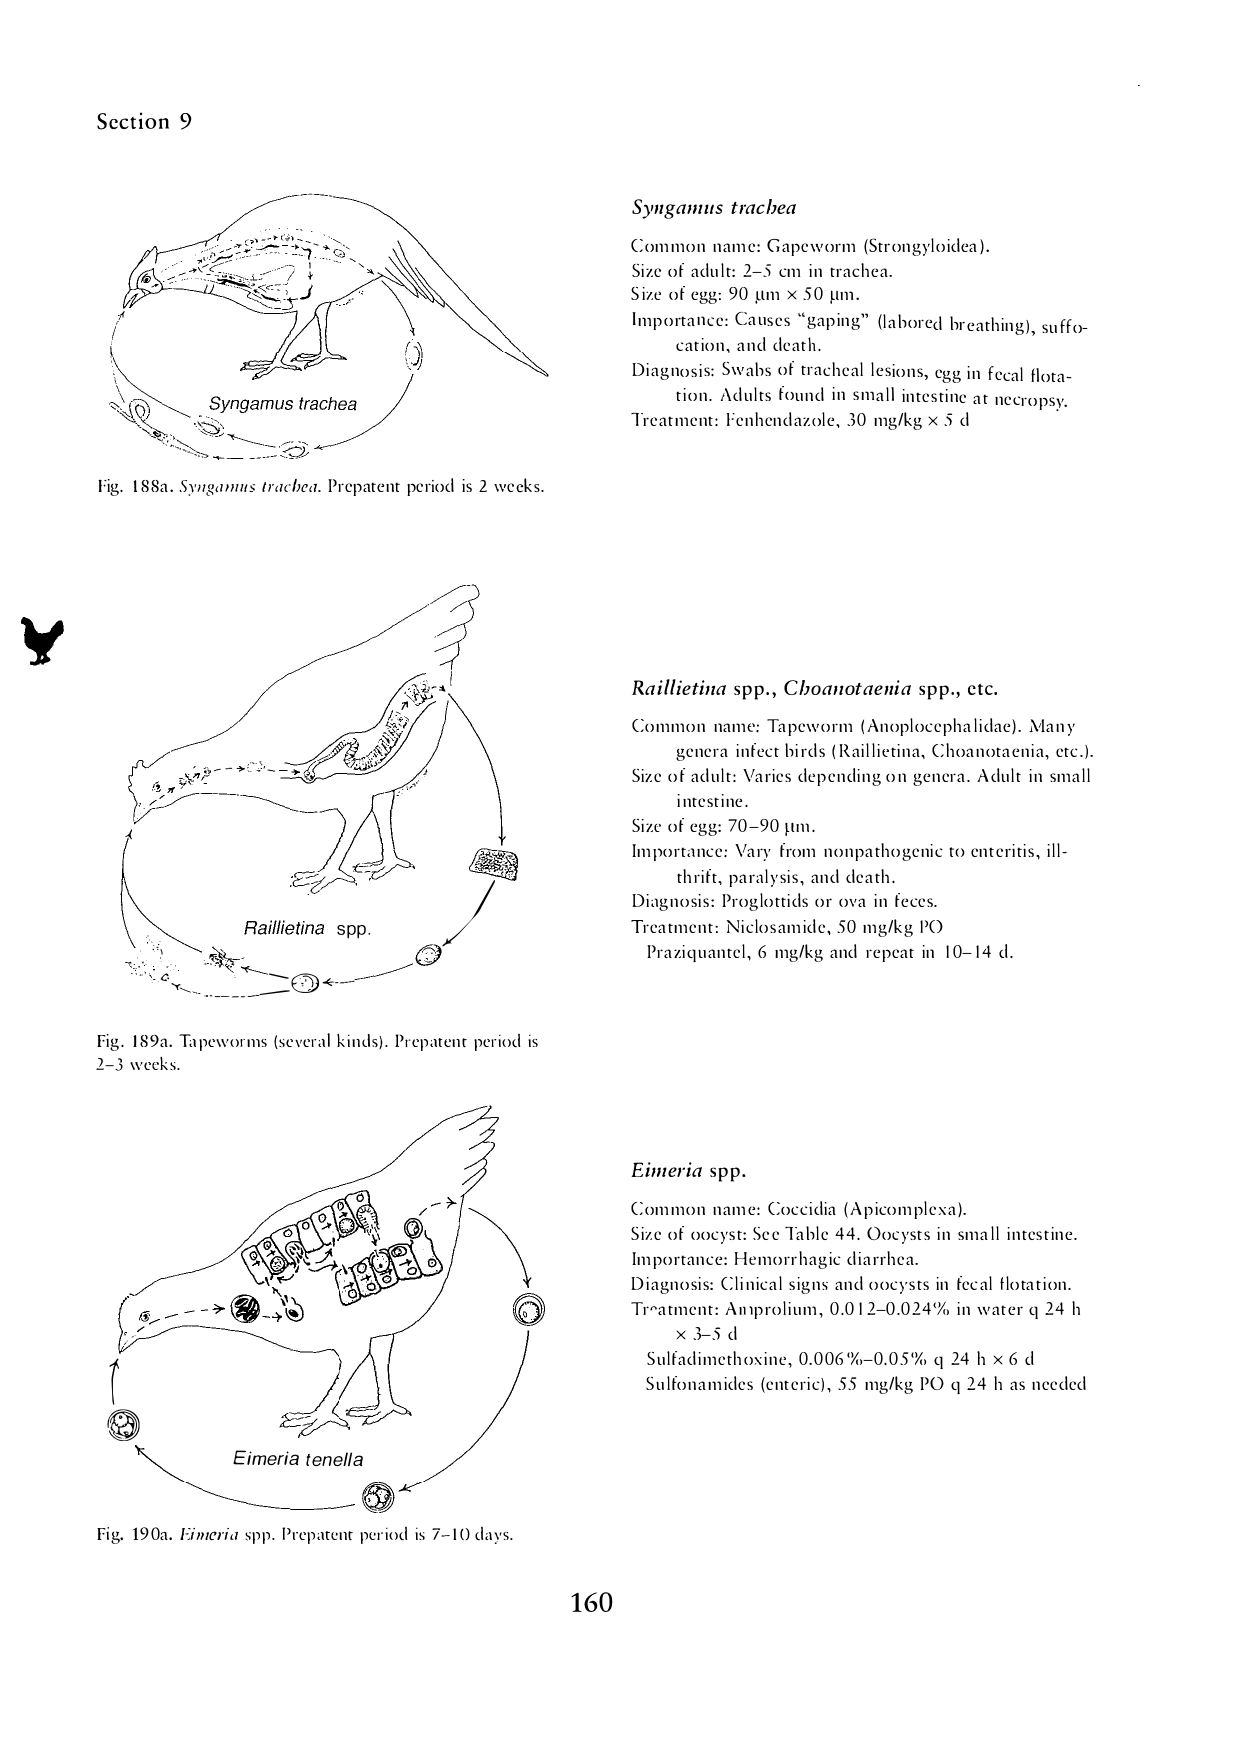 Section 9
Syngamus trachea
Fig. 188a. Syngamus trachea. Prepatent period is 2 weeks.
Syngamus trachea
Common name: Gapeworm (Strongyloidea).
Size of adult: 2–5 cm in trachea.
Size of egg: 90 µm × 50 µm.
Importance: Causes “gaping” (labored breathing), suffo-
cation, and death.
Diagnosis: Swabs of tracheal lesions, egg in fecal flota-
tion. Adults found in small intestine at necropsy.
Treatment: Fenhendazole, 30 mg/kg × 5 d
Raillietina spp.
Fig. 189a. Tapeworms (several kinds). Prepatent period is
2–3 weeks.
Raillietina spp., Choanotaenia spp., etc.
Common name: Tapeworm (Anoplocephalidae). Many
genera infect birds (Raillietina, Choanotaenia, etc.).
Size of adult: Varies depending on genera. Adult in small
intestine.
Size of egg: 70–90 µm.
Importance: Vary from nonpathogenic to enteritis, ill-
thrift, paralysis, and death.
Diagnosis: Proglottids or ova in feces.
Treatment: Niclosamide, 50 mg/kg PO
Praziquantel, 6 mg/kg and repeat in 10–14 d.
Eimeria tenella
Fig. 190a. Eimeria spp. Prepatent period is 7–10 days.
Eimeria spp.
Common name: Coccidia (Apicomplexa).
Size of oocyst: See Table 44. Oocysts in small intestine.
Importance: Hemorrhagic diarrhea.
Diagnosis: Clinical signs and oocysts in fecal flotation.
Treatment: Amprolium, 0.012–0.024% in water q 24 h
× 3–5 d
Sulfadimethoxine, 0.006%–0.05% q 24 h × 6 d
Sulfonamides (enteric), 55 mg/kg PO q 24 h as needed
160